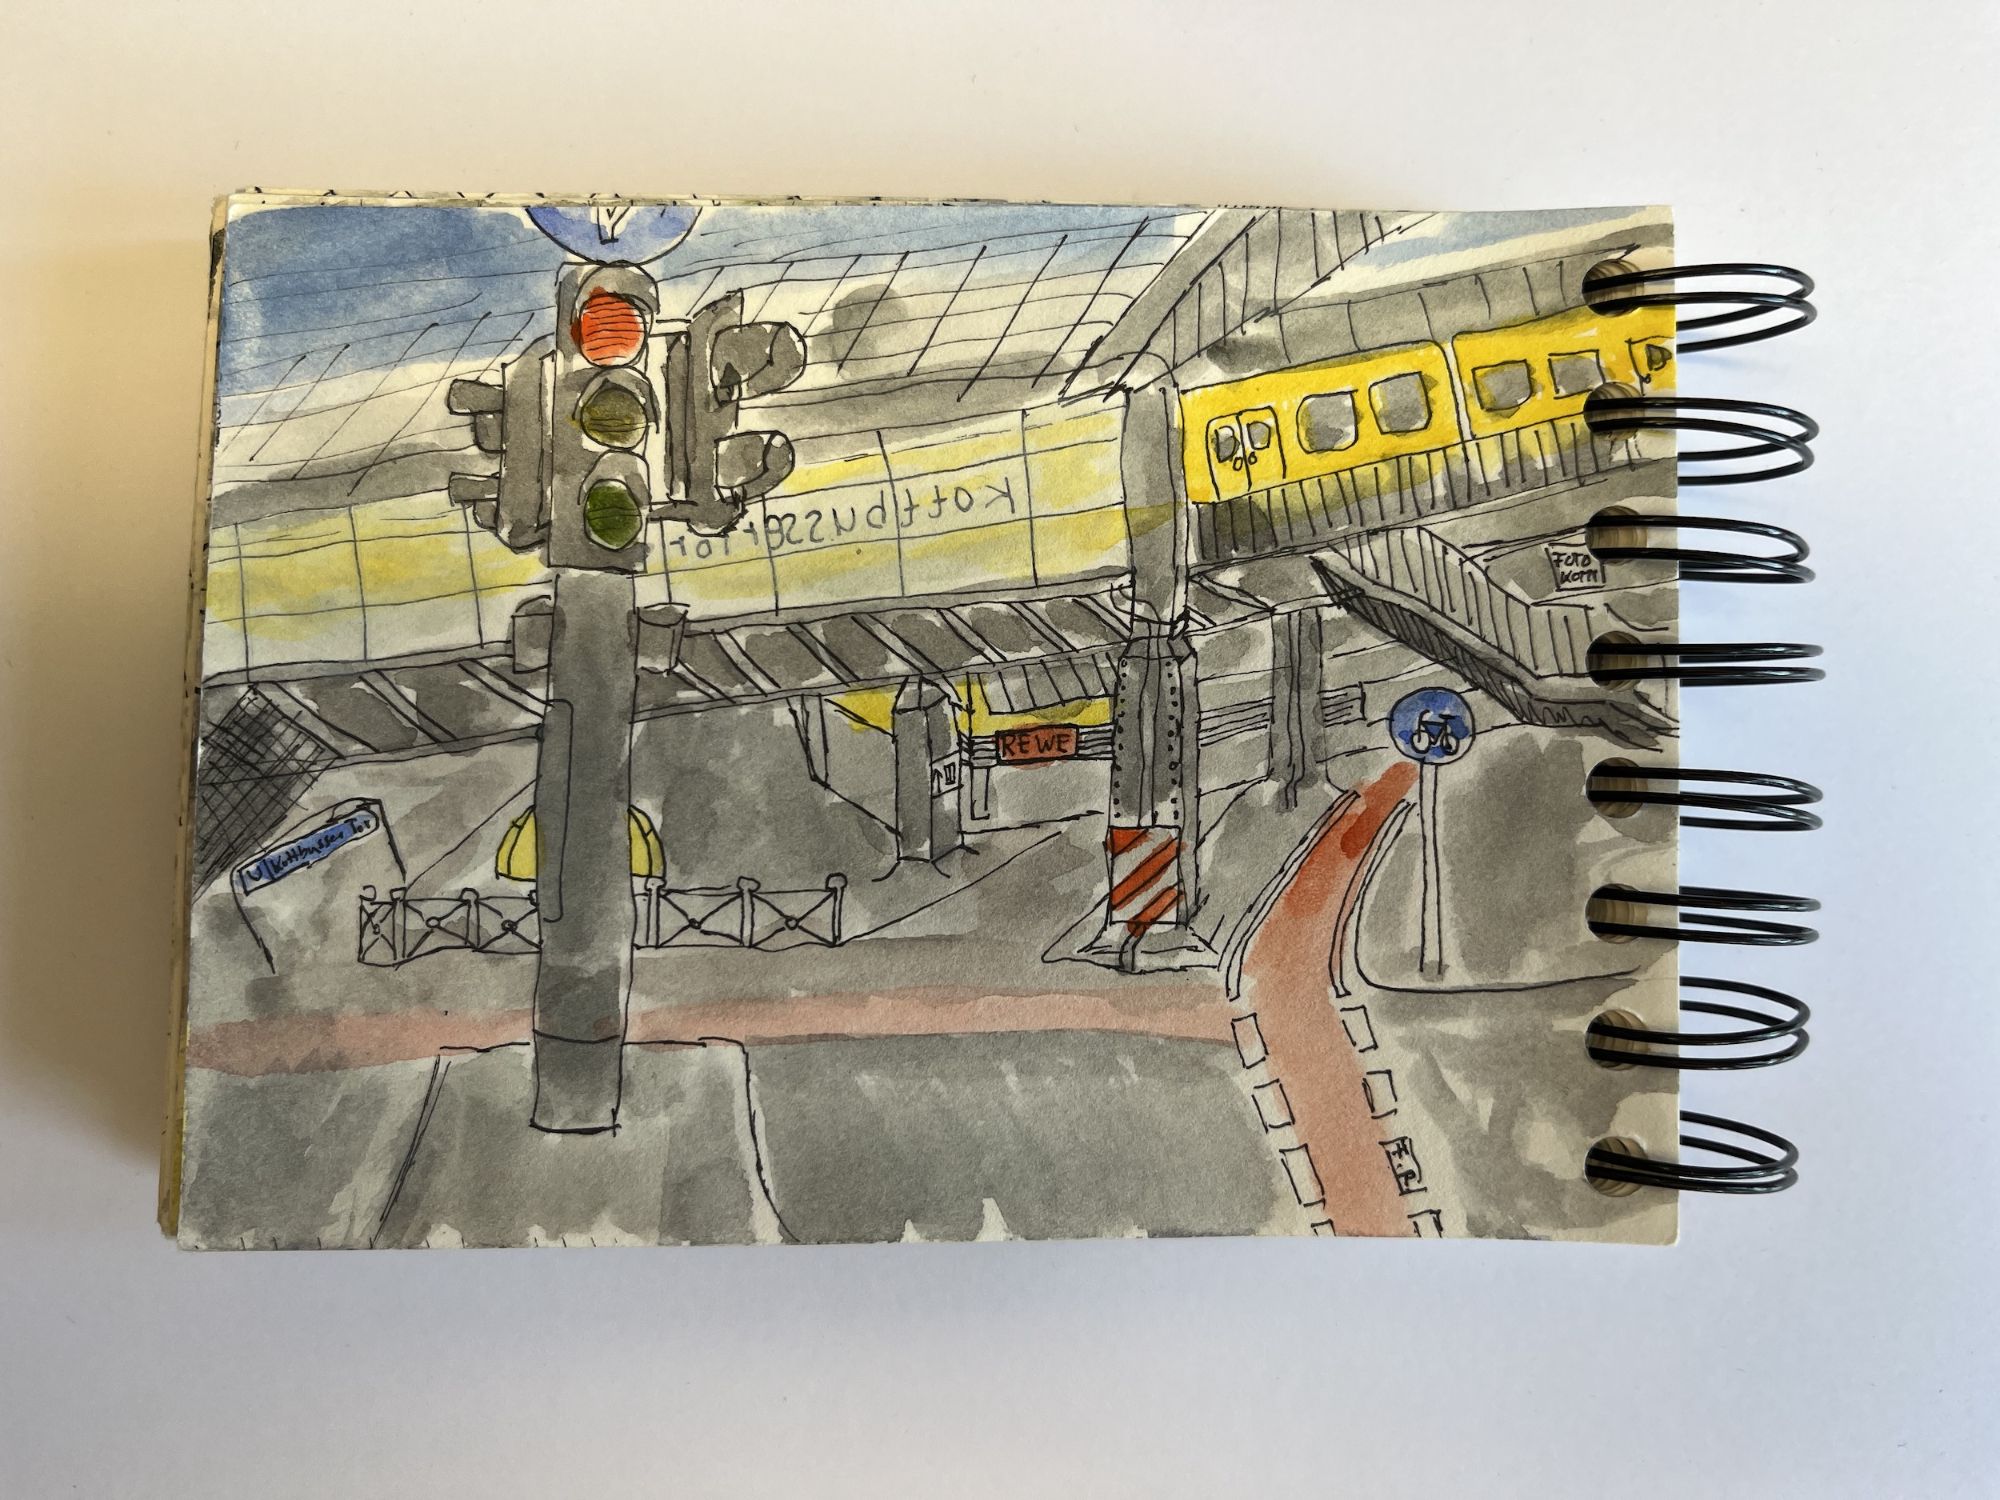 Kottbusser Tor
FOTO
KOTTI
REWE
U Kottbusser Tor
H.P.